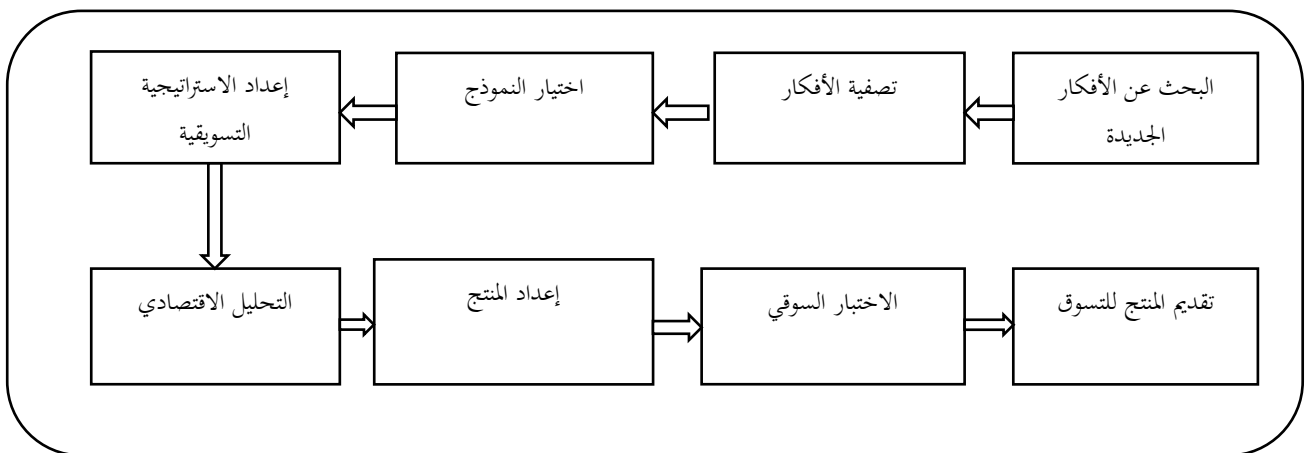 البحث عن الأفكار
الجديدة
تصفية الأفكار
اختيار النموذج
إعداد الاستراتيجية
التسويقية
التحليل الاقتصادي
إعداد المنتج
الاختبار السوقي
تقديم المنتج للتسوق